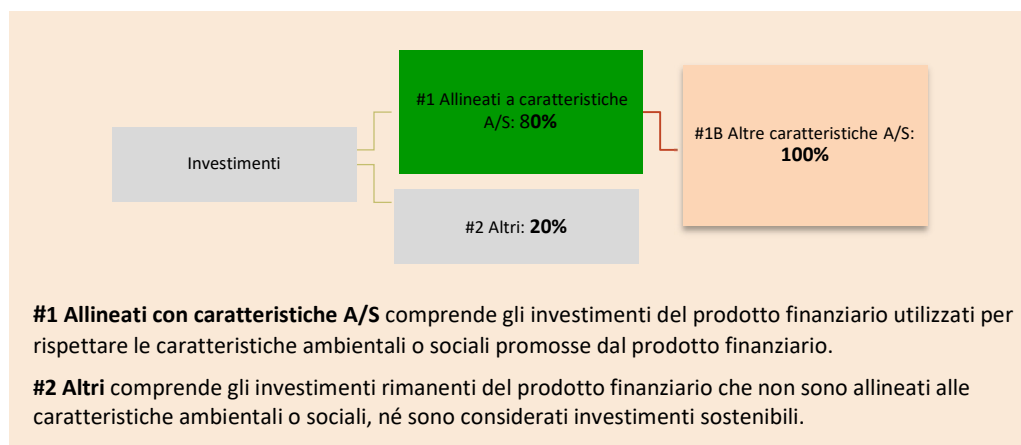 #1 Allineati a caratteristiche
A/S: 80%
#1B Altre caratteristiche A/S:
100%
Investimenti
#2 Altri: 20%
#1 Allineati con caratteristiche A/S comprende gli investimenti del prodotto finanziario utilizzati per
rispettare le caratteristiche ambientali o sociali promosse dal prodotto finanziario.
#2 Altri comprende gli investimenti rimanenti del prodotto finanziario che non sono allineati alle
caratteristiche ambientali o sociali, né sono considerati investimenti sostenibili.